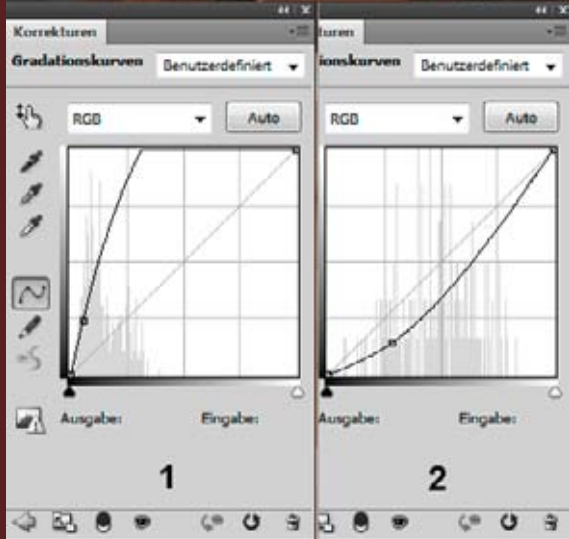 Korrekturen
Gradationskurven Benutzerdefiniert
RGB Auto
Ausgabe: Eingabe:
1
turen
ionskurven Benutzerdefiniert
RGB Auto
Ausgabe: Eingabe:
2